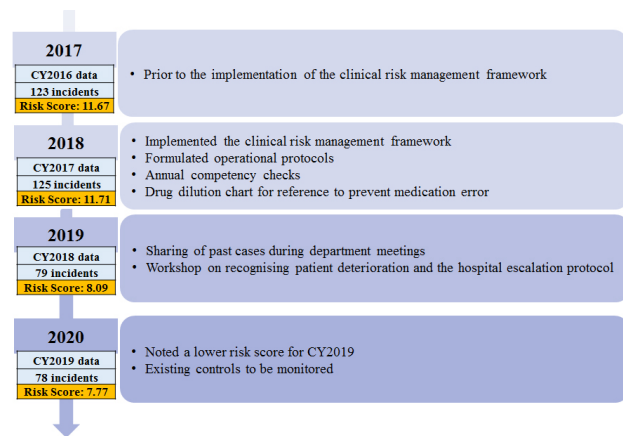 2017
CY2016 data
123 incidents
Risk Score: 11.67
• Prior to the implementation of the clinical risk management framework
2018
CY2017 data
125 incidents
Risk Score: 11.71
• Implemented the clinical risk management framework
• Formulated operational protocols
• Annual competency checks
• Drug dilution chart for reference to prevent medication error
2019
CY2018 data
79 incidents
Risk Score: 8.09
• Sharing of past cases during department meetings
• Workshop on recognising patient deterioration and the hospital escalation protocol
2020
CY2019 data
78 incidents
Risk Score: 7.77
• Noted a lower risk score for CY2019
• Existing controls to be monitored